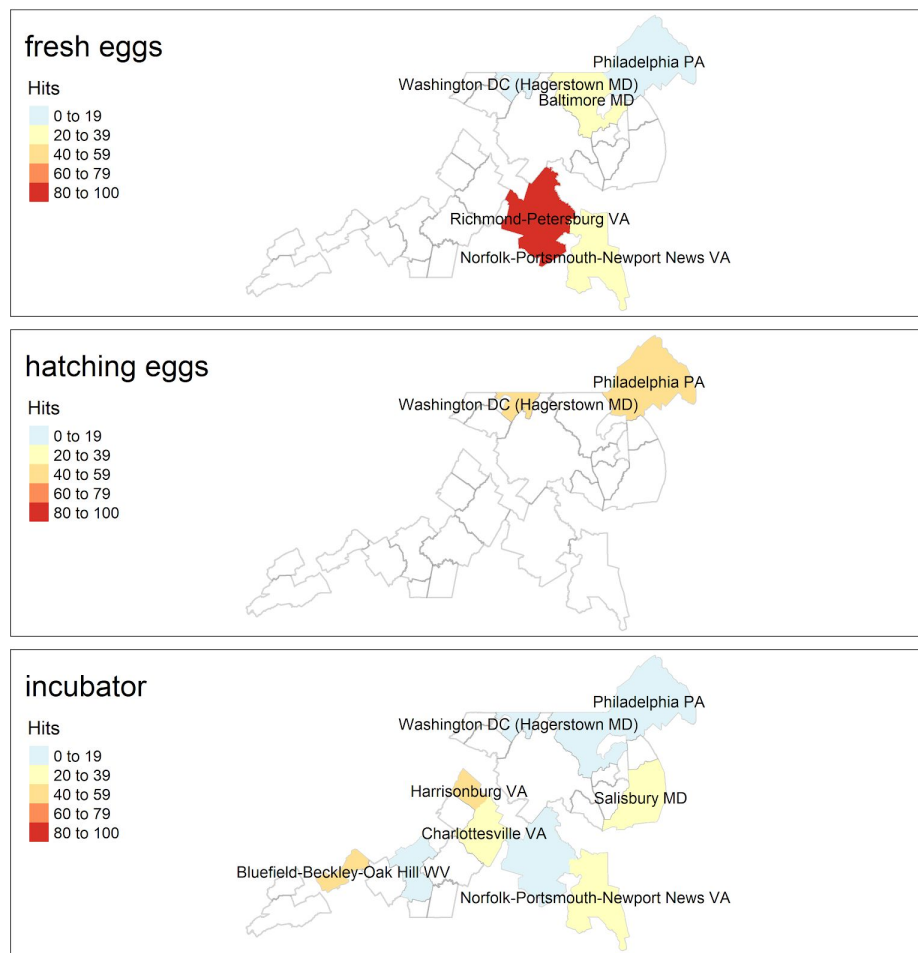 fresh eggs
Hits
0 to 19
20 to 39
40 to 59
60 to 79
80 to 100
Philadelphia PA
Washington DC (Hagerstown MD)
Baltimore MD
Richmond-Petersburg VA
Norfolk-Portsmouth-Newport News VA
hatching eggs
Hits
0 to 19
20 to 39
40 to 59
60 to 79
80 to 100
Philadelphia PA
Washington DC (Hagerstown MD)
incubator
Hits
0 to 19
20 to 39
40 to 59
60 to 79
80 to 100
Philadelphia PA
Washington DC (Hagerstown MD)
Harrisonburg VA
Salisbury MD
Charlottesville VA
Bluefield-Beckley-Oak Hill WV
Norfolk-Portsmouth-Newport News VA